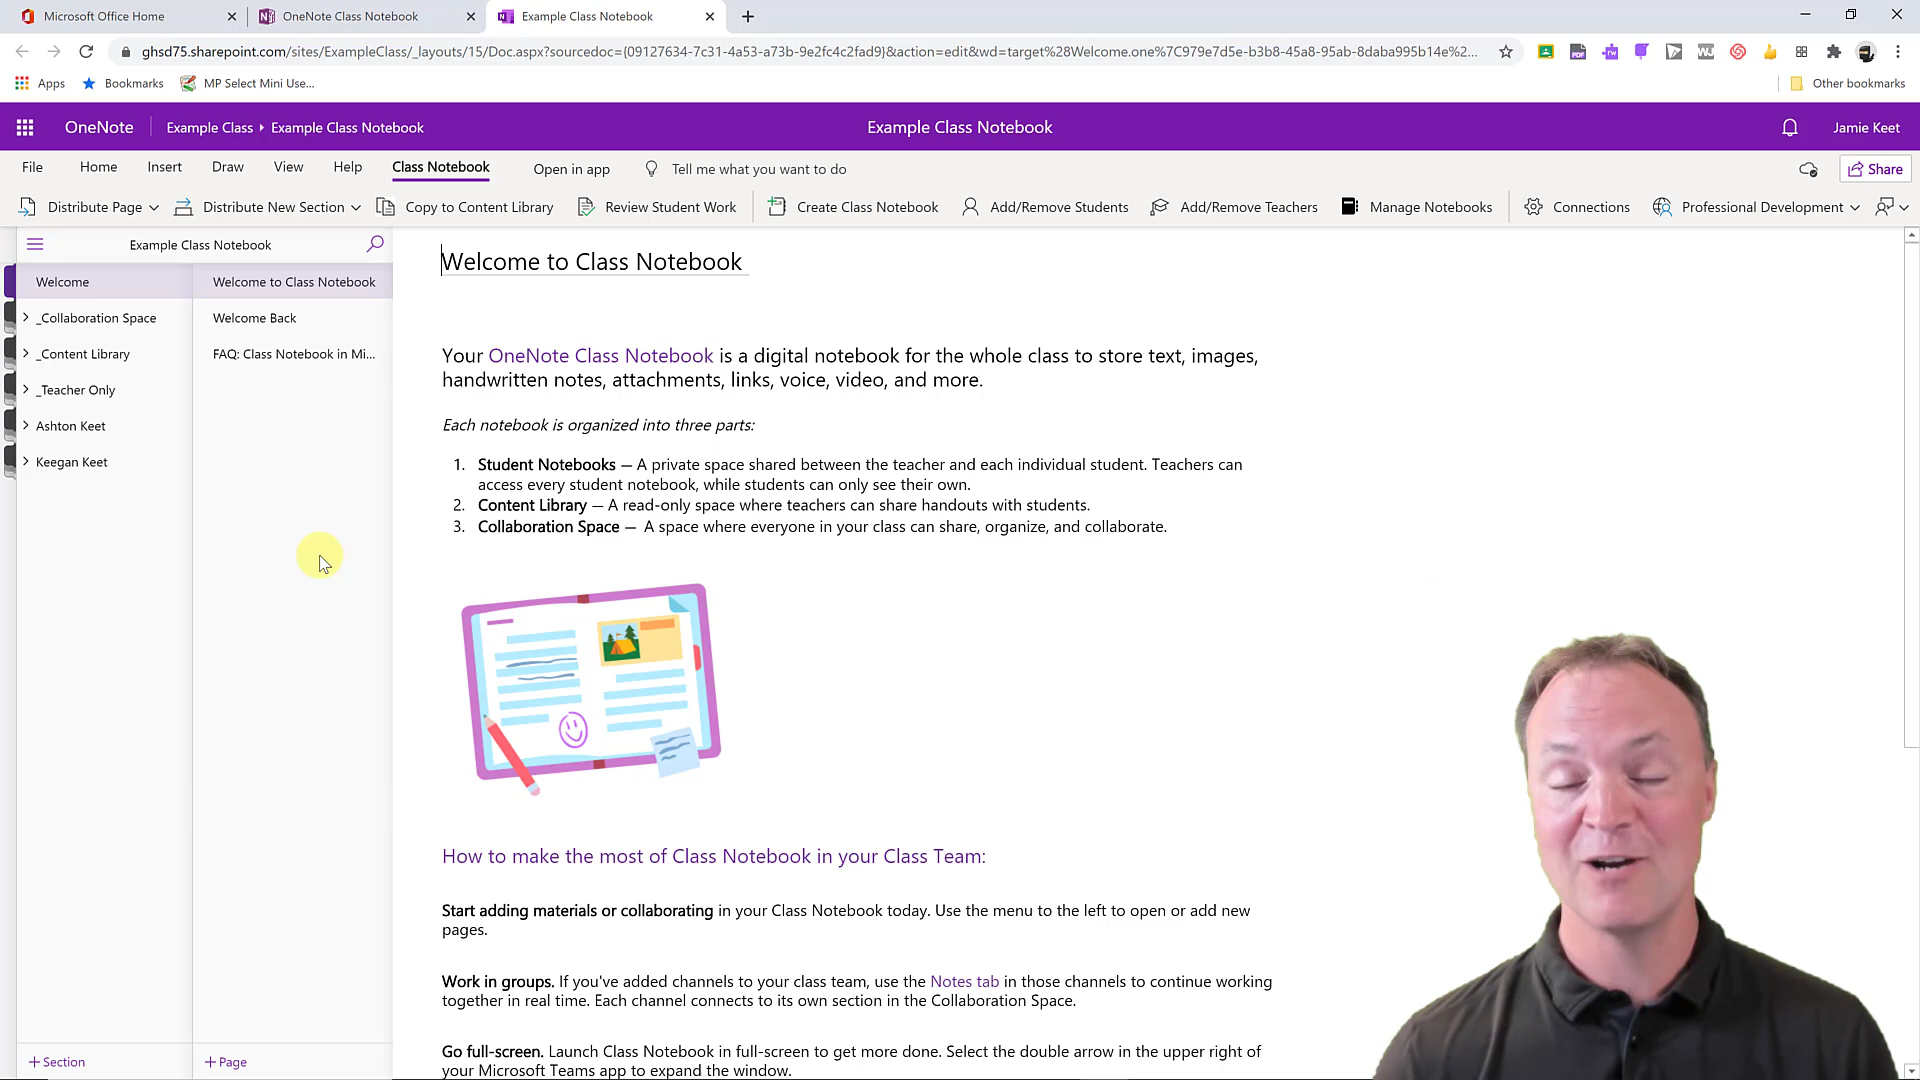 Microsoft Office Home
OneNote Class Notebook
Example Class Notebook
ghsd75.sharepoint.com/sites/ExampleClass/_layouts/15/Doc.aspx?sourcedoc={09127634-7c31-4a53-a73b-9e2fc4c2fad9}&action=edit&wd=target%28Welcome.one%7C979e7d5e-b3b8-45a8-95ab-8daba995b14e%2...
Apps
Bookmarks
MP Select Mini Use...
Other bookmarks
OneNote
Example Class
Example Class Notebook
Example Class Notebook
Jamie Keet
File
Home
Insert
Draw
View
Help
Class Notebook
Open in app
Tell me what you want to do
Share
Distribute Page
Distribute New Section
Copy to Content Library
Review Student Work
Create Class Notebook
Add/Remove Students
Add/Remove Teachers
Manage Notebooks
Connections
Professional Development
Example Class Notebook
Welcome
_Collaboration Space
_Content Library
_Teacher Only
Ashton Keet
Keegan Keet
+ Section
Welcome to Class Notebook
Welcome Back
FAQ: Class Notebook in Mi...
+ Page
Welcome to Class Notebook
Your OneNote Class Notebook is a digital notebook for the whole class to store text, images,
handwritten notes, attachments, links, voice, video, and more.
Each notebook is organized into three parts:
1. Student Notebooks — A private space shared between the teacher and each individual student. Teachers can
access every student notebook, while students can only see their own.
2. Content Library — A read-only space where teachers can share handouts with students.
3. Collaboration Space — A space where everyone in your class can share, organize, and collaborate.
How to make the most of Class Notebook in your Class Team:
Start adding materials or collaborating in your Class Notebook today. Use the menu to the left to open or add new
pages.
Work in groups. If you've added channels to your class team, use the Notes tab in those channels to continue working
together in real time. Each channel connects to its own section in the Collaboration Space.
Go full-screen. Launch Class Notebook in full-screen to get more done. Select the double arrow in the upper right of
your Microsoft Teams app to expand the window.